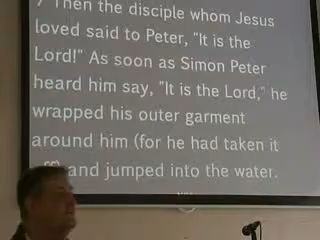 7 Then the disciple whom Jesus
loved said to Peter, "It is the
Lord!" As soon as Simon Peter
heard him say, "It is the Lord," he
wrapped his outer garment
around him (for he had taken it
and jumped into the water.